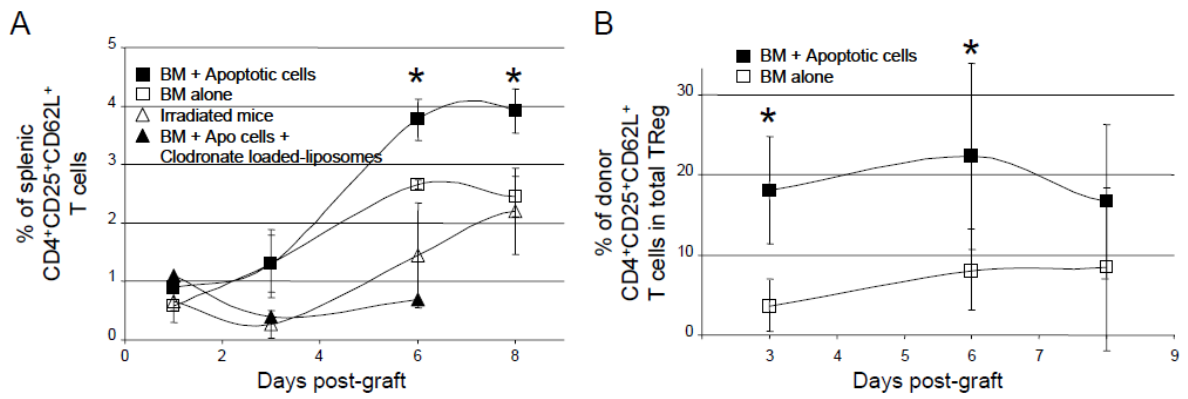 A
% of splenic
CD4⁺CD25⁺CD62L⁺
T cells
5
4
3
2
1
0
BM + Apoptotic cells
BM alone
Irradiated mice
BM + Apo cells +
Clodronate loaded-liposomes
*
*
0 2 4 6 8
Days post-graft
B
% of donor
CD4⁺CD25⁺CD62L⁺
T cells in total TReg
30
20
10
0
BM + Apoptotic cells
BM alone
*
*
3 4 5 6 7 9
Days post-graft